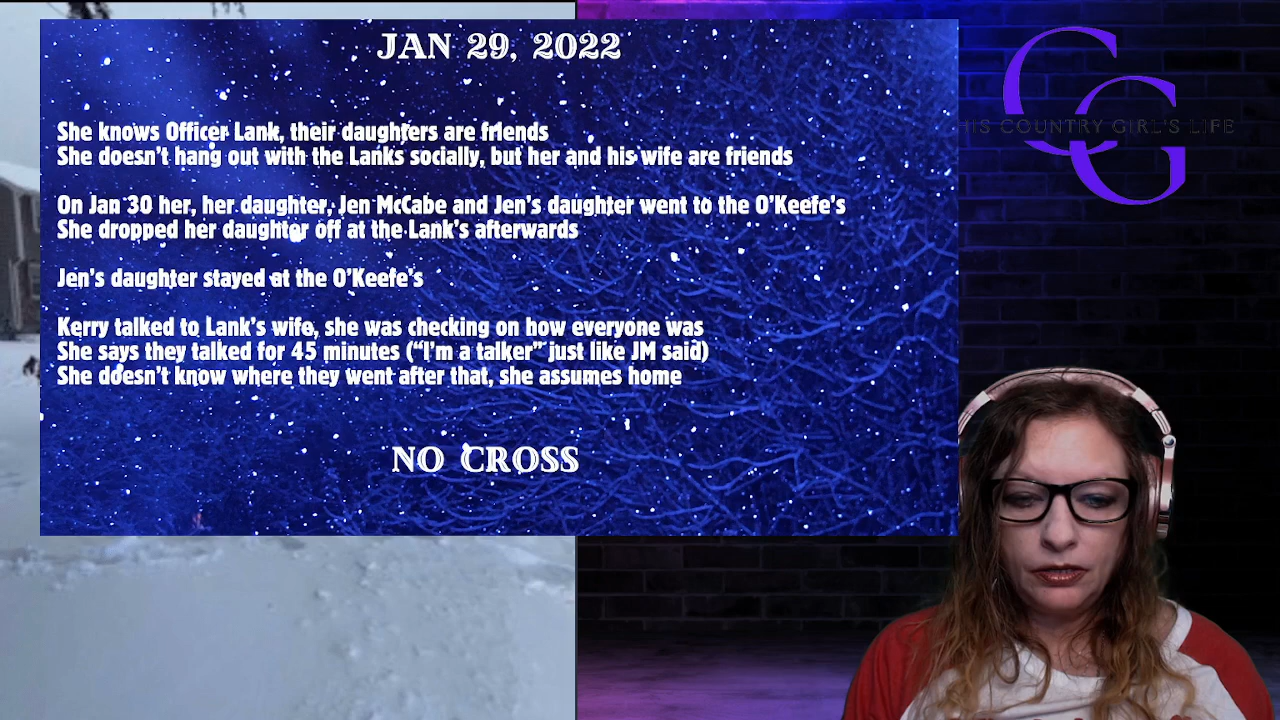 JAN 29, 2022
She knows Officer Lank, their daughters are friends
She doesn't hang out with the Lanks socially, but her and his wife are friends
On Jan 30 her, her daughter, Jen McCabe and Jen's daughter went to the O'Keefe's
She dropped her daughter off at the Lank's afterwards
Jen's daughter stayed at the O'Keefe's
Kerry talked to Lank's wife, she was checking on how everyone was
She says they talked for 45 minutes ("I'm a talker" just like JM said)
She doesn't know where they went after that, she assumes home
NO CROSS
CG
HIS COUNTRY GIRL'S LIFE